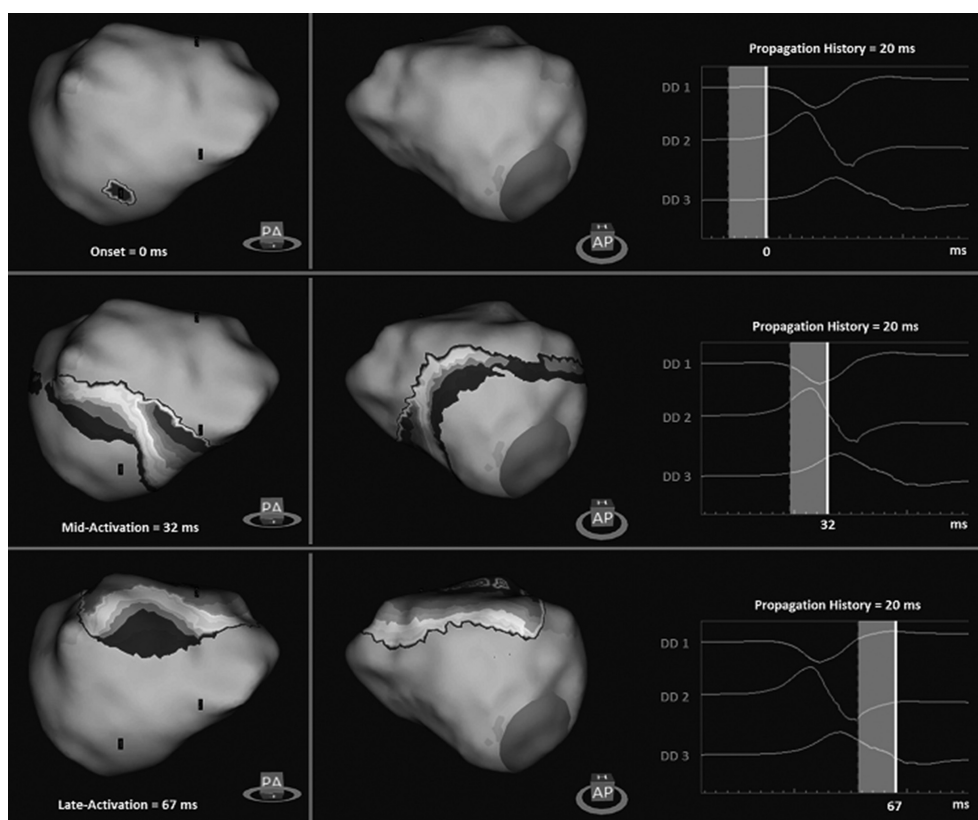 Propagation History = 20 ms
DD 1
DD 2
DD 3
PA
AP
Onset = 0 ms
0
ms
Propagation History = 20 ms
DD 1
DD 2
DD 3
PA
AP
Mid-Activation = 32 ms
32
ms
Propagation History = 20 ms
DD 1
DD 2
DD 3
PA
AP
Late-Activation = 67 ms
67
ms